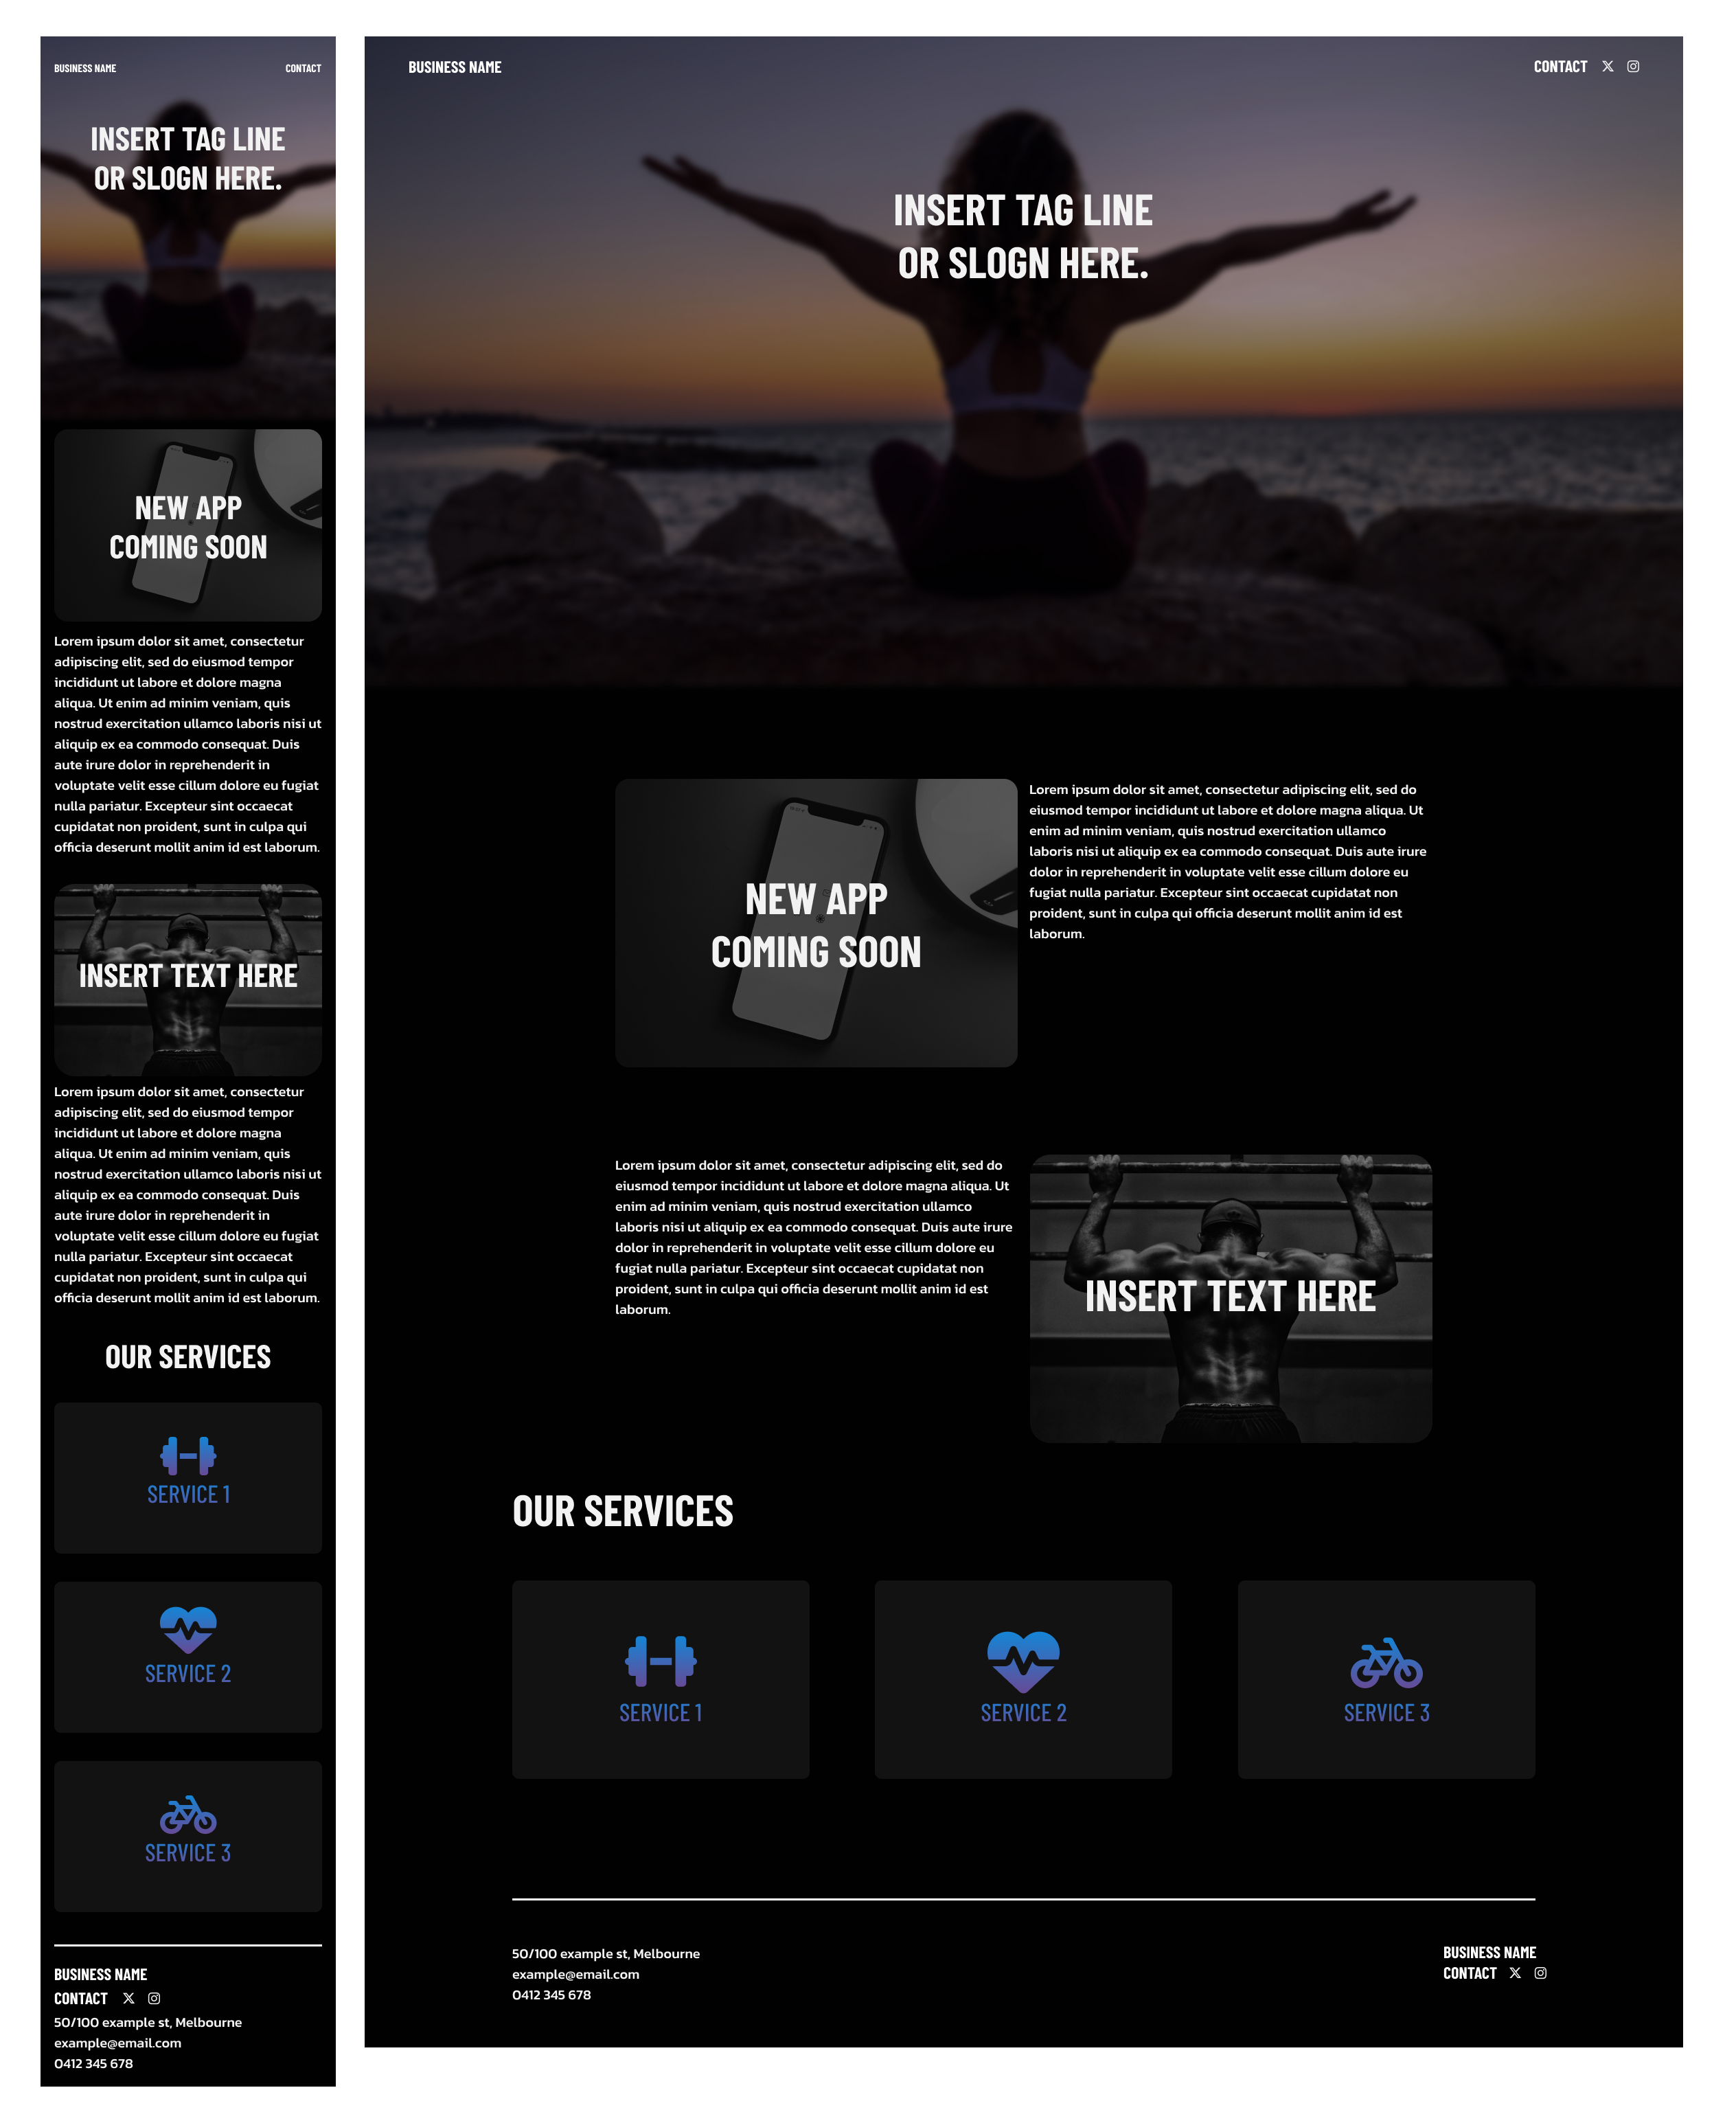 BUSINESS NAME
CONTACT
INSERT TAG LINE
OR SLOGN HERE.
NEW APP
COMING SOON
Lorem ipsum dolor sit amet, consectetur
adipiscing elit, sed do eiusmod tempor
incididunt ut labore et dolore magna
aliqua. Ut enim ad minim veniam, quis
nostrud exercitation ullamco laboris nisi ut
aliquip ex ea commodo consequat. Duis
aute irure dolor in reprehenderit in
voluptate velit esse cillum dolore eu fugiat
nulla pariatur. Excepteur sint occaecat
cupidatat non proident, sunt in culpa qui
officia deserunt mollit anim id est laborum.
INSERT TEXT HERE
Lorem ipsum dolor sit amet, consectetur
adipiscing elit, sed do eiusmod tempor
incididunt ut labore et dolore magna
aliqua. Ut enim ad minim veniam, quis
nostrud exercitation ullamco laboris nisi ut
aliquip ex ea commodo consequat. Duis
aute irure dolor in reprehenderit in
voluptate velit esse cillum dolore eu fugiat
nulla pariatur. Excepteur sint occaecat
cupidatat non proident, sunt in culpa qui
officia deserunt mollit anim id est laborum.
OUR SERVICES
SERVICE 1
SERVICE 2
SERVICE 3
BUSINESS NAME
CONTACT
50/100 example st, Melbourne
example@email.com
0412 345 678
BUSINESS NAME
CONTACT
INSERT TAG LINE
OR SLOGN HERE.
NEW APP
COMING SOON
Lorem ipsum dolor sit amet, consectetur adipiscing elit, sed do
eiusmod tempor incididunt ut labore et dolore magna aliqua. Ut
enim ad minim veniam, quis nostrud exercitation ullamco
laboris nisi ut aliquip ex ea commodo consequat. Duis aute irure
dolor in reprehenderit in voluptate velit esse cillum dolore eu
fugiat nulla pariatur. Excepteur sint occaecat cupidatat non
proident, sunt in culpa qui officia deserunt mollit anim id est
laborum.
Lorem ipsum dolor sit amet, consectetur adipiscing elit, sed do
eiusmod tempor incididunt ut labore et dolore magna aliqua. Ut
enim ad minim veniam, quis nostrud exercitation ullamco
laboris nisi ut aliquip ex ea commodo consequat. Duis aute irure
dolor in reprehenderit in voluptate velit esse cillum dolore eu
fugiat nulla pariatur. Excepteur sint occaecat cupidatat non
proident, sunt in culpa qui officia deserunt mollit anim id est
laborum.
INSERT TEXT HERE
OUR SERVICES
SERVICE 1
SERVICE 2
SERVICE 3
50/100 example st, Melbourne
example@email.com
0412 345 678
BUSINESS NAME
CONTACT